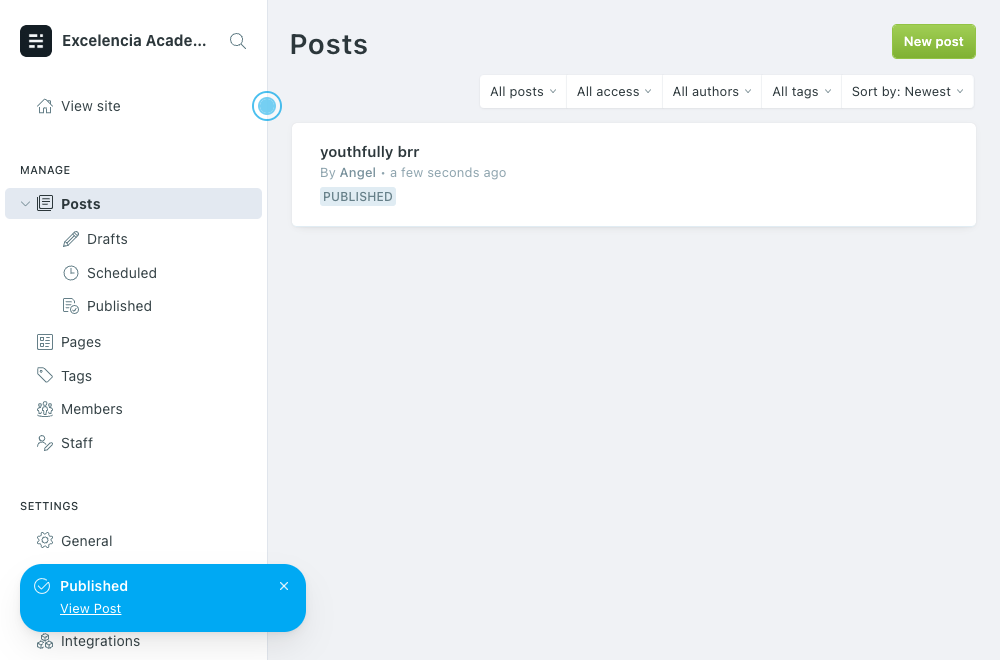 Excelencia Acade...
View site
MANAGE
Posts
Drafts
Scheduled
Published
Pages
Tags
Members
Staff
SETTINGS
General
Published
View Post
Integrations
Posts
New post
All posts
All access
All authors
All tags
Sort by: Newest
youthfully brr
By Angel • a few seconds ago
PUBLISHED